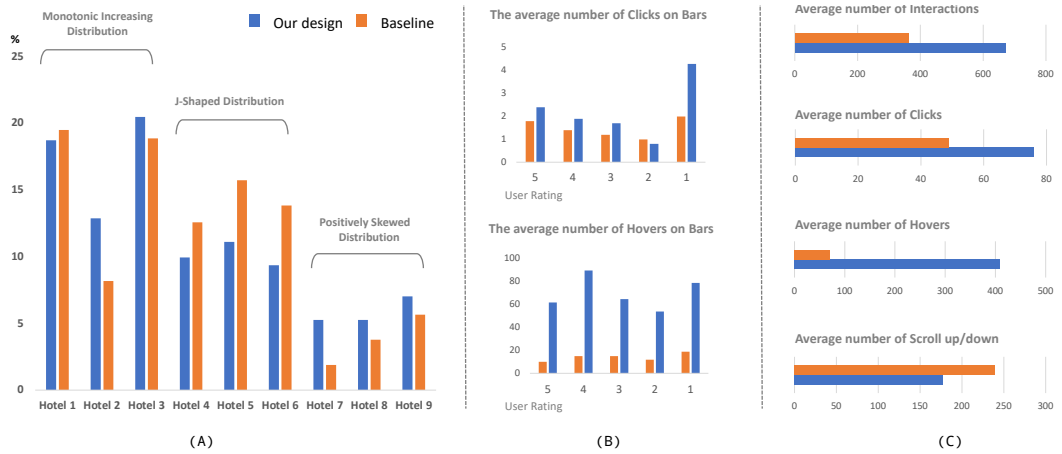 Monotonic Increasing
Distribution
Our design
Baseline
%
25
J-Shaped Distribution
20
15
Positively Skewed
Distribution
10
5
0
Hotel 1 Hotel 2 Hotel 3 Hotel 4 Hotel 5 Hotel 6 Hotel 7 Hotel 8 Hotel 9
(A)
The average number of Clicks on Bars
5
4
3
2
1
0
5 4 3 2 1
User Rating
The average number of Hovers on Bars
100
80
60
40
20
0
5 4 3 2 1
User Rating
(B)
Average number of Interactions
0 200 400 600 800
Average number of Clicks
0 20 40 60 80
Average number of Hovers
0 100 200 300 400 500
Average number of Scroll up/down
0 50 100 150 200 250 300
(C)